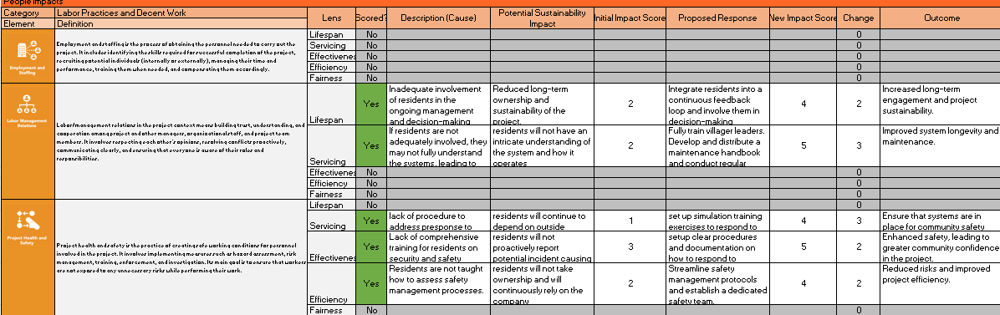 People Impacts
Category
Labor Practices and Decent Work
Lens
Scored?
Description (Cause)
Potential Sustainability
Impact
Initial Impact Score
Proposed Response
New Impact Score
Change
Outcome
Element
Definition
Employment and
Staffing
Employment and staffing is the process of obtaining the personnel needed to carry out the
project. It includes identifying the skills required for successful completion of the project,
recruiting potential individuals (internally or externally), managing their time and
performance, training them when needed, and compensating them accordingly.
Lifespan No 0
Servicing No 0
Effectivenes No 0
Efficiency No 0
Fairness No 0
Labor Management
Relations
Labor/management relations in the project context means building trust, understanding, and
cooperation among project and other managers, organizational staff, and project team
members. It involves respecting each other's opinions, resolving conflicts proactively,
communicating clearly, and ensuring that everyone is aware of their roles and
responsibilities.
Lifespan
Yes
Inadequate involvement
of residents in the
ongoing management
and decision-making
Reduced long-term
ownership and
sustainability of the
project.
2
Integrate residents into a
continuous feedback
loop and involve them in
decision-making
4
2
Increased long-term
engagement and project
sustainability.
Servicing
Yes
If residents are not
adequately involved, they
may not fully understand
the systems, leading to
residents will not have an
intricate understanding of
the system and how it
operates
2
Fully train villager leaders.
Develop and distribute a
maintenance handbook
and conduct regular
5
3
Improved system longevity and
maintenance.
Effectivenes No 0
Efficiency No 0
Fairness No 0
Project Health and
Safety
Project health and safety is the practice of creating safe working conditions for personnel
involved in the project. It involves implementing measures such as hazard assessment, risk
management, training, enforcement, and investigation. Its main goal is to ensure that workers
are not exposed to any unnecessary risks while performing their work.
Lifespan No 0
Servicing
Yes
lack of procedure to
address presponse to
residents will continue to
depend on outside
1
set up simulation training
exercises to respond to
4
3
Ensure that systems are in
place for community safety
Effectivenes
Yes
Lack of comprehensive
training for residents on
security and safety
residents will not
proactively report
potential incident causing
3
setup clear procedures
and documentation on
how to respond to
5
2
Enhanced safety, leading to
greater community confidence
in the project.
Efficiency
Yes
Residents are not taught
how to assess safety
management processes.
residents will not take
ownership and will
continuously rely on the
company
2
Streamline safety
management protocols
and establish a dedicated
safety team.
4
2
Reduced risks and improved
project efficiency.
Fairness No 0